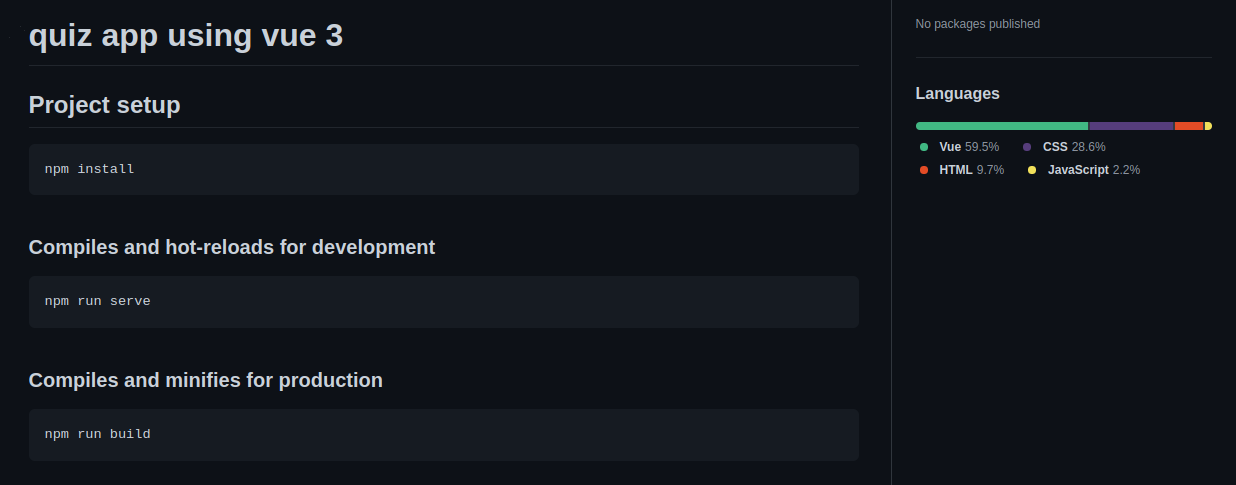 quiz app using vue 3
Project setup
npm install
Compiles and hot-reloads for development
npm run serve
Compiles and minifies for production
npm run build
No packages published
Languages
Vue 59.5% CSS 28.6%
HTML 9.7% JavaScript 2.2%